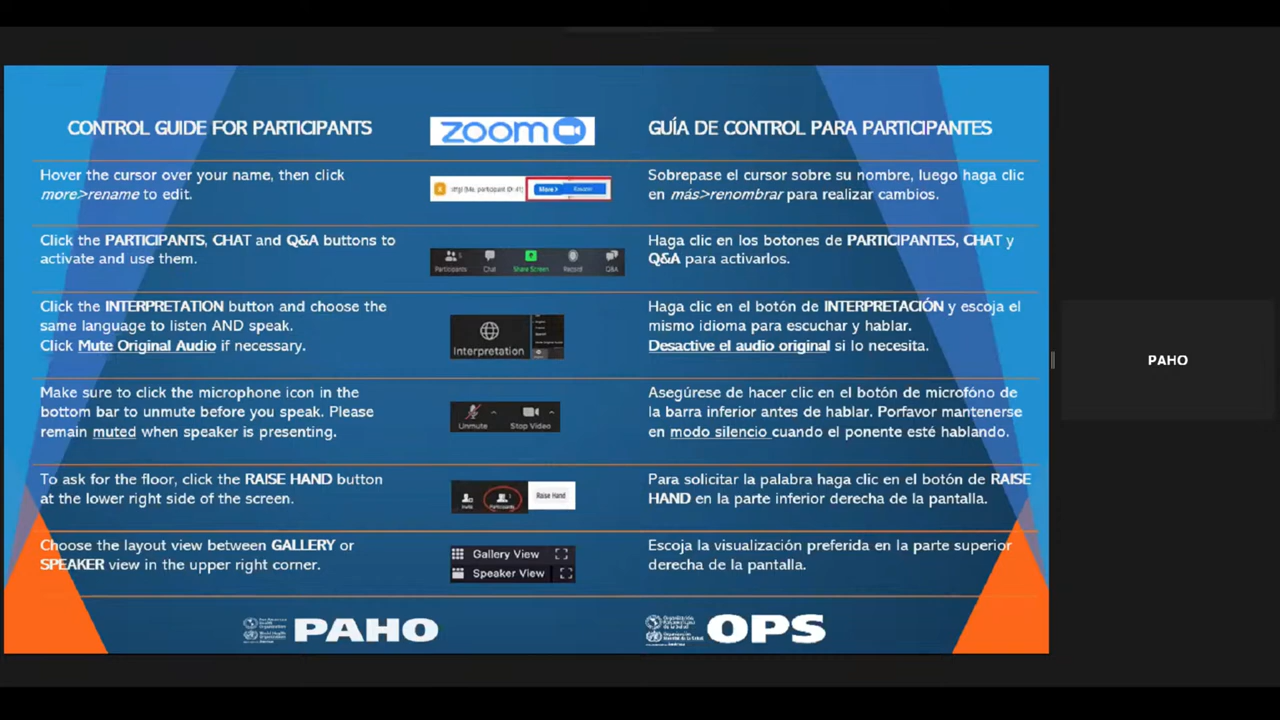 CONTROL GUIDE FOR PARTICIPANTS
zoom
GUÍA DE CONTROL PARA PARTICIPANTES
Hover the cursor over your name, then click
more>rename to edit.
More >
Sobrepase el cursor sobre su nombre, luego haga clic
en más>renombrar para realizar cambios.
Click the PARTICIPANTS, CHAT and Q&A buttons to
activate and use them.
Participants Chat Share Screen Record Q&A
Haga clic en los botones de PARTICIPANTES, CHAT y
Q&A para activarlos.
Click the INTERPRETATION button and choose the
same language to listen AND speak.
Click Mute Original Audio if necessary.
Interpretation
Haga clic en el botón de INTERPRETACIÓN y escoja el
mismo idioma para escuchar y hablar.
Desactive el audio original si lo necesita.
Make sure to click the microphone icon in the
bottom bar to unmute before you speak. Please
remain muted when speaker is presenting.
Unmute Stop Video
Asegúrese de hacer clic en el botón de microfóno de
la barra inferior antes de hablar. Porfavor mantenerse
en modo silencio cuando el ponente esté hablando.
To ask for the floor, click the RAISE HAND button
at the lower right side of the screen.
Invite Participants Raise Hand
Para solicitar la palabra haga clic en el botón de RAISE
HAND en la parte inferior derecha de la pantalla.
Choose the layout view between GALLERY or
SPEAKER view in the upper right corner.
Gallery View
Speaker View
Escoja la visualización preferida en la parte superior
derecha de la pantalla.
PAHO
OPS
PAHO